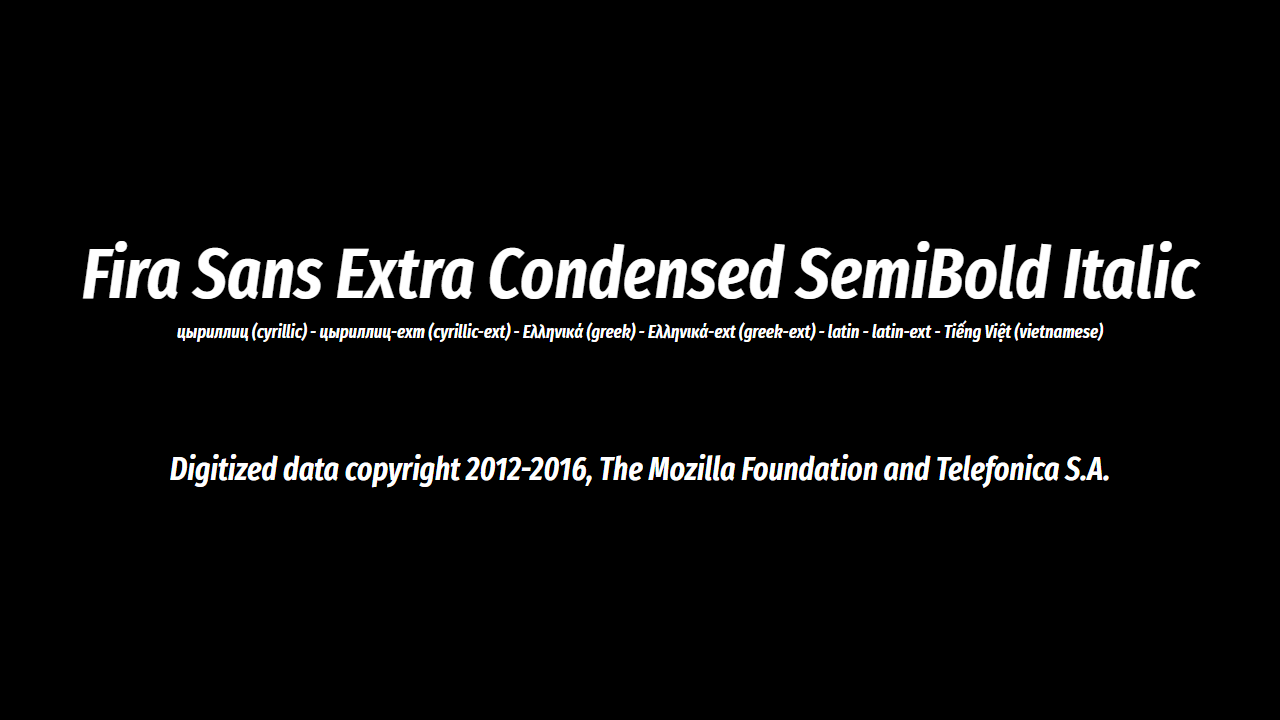 Fira Sans Extra Condensed SemiBold Italic
цыриллиц (cyrillic) - цыриллиц-ext (cyrillic-ext) - Ελληνικά (greek) - Ελληνικά-ext (greek-ext) - latin - latin-ext - Tiếng Việt (vietnamese)
Digitized data copyright 2012-2016, The Mozilla Foundation and Telefonica S.A.